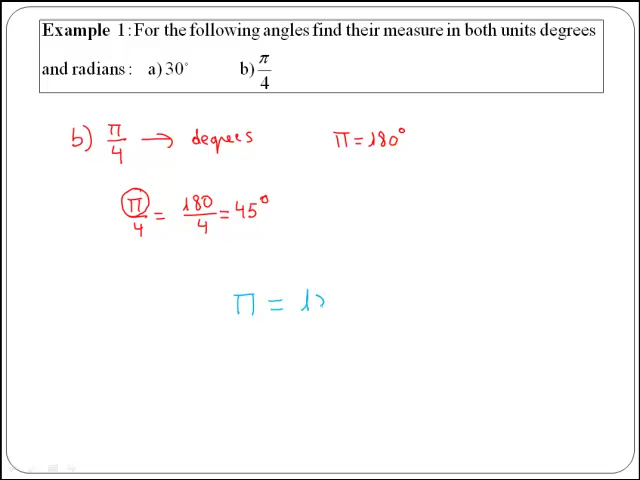 Example 1: For the following angles find their measure in both units degrees
and radians: a) 30° b) π/4
b) π/4 → degrees π = 180°
π/4 = 180/4 = 45°
π = 1